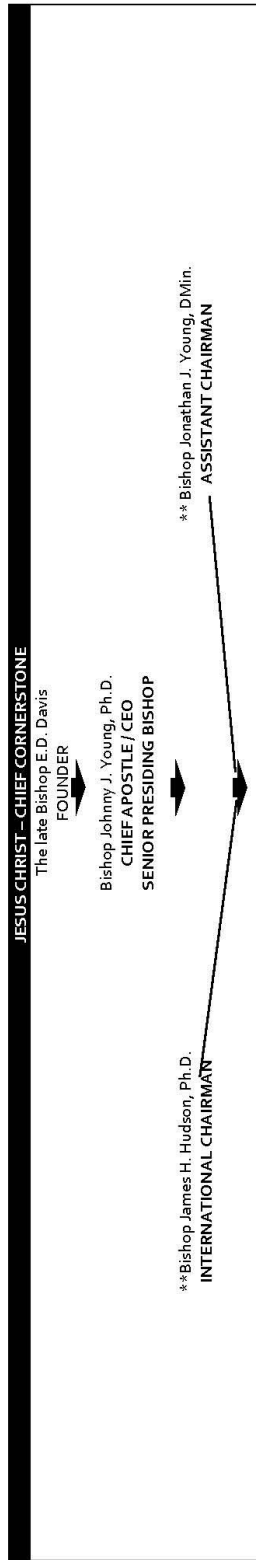 JESUS CHRIST – CHIEF CORNERSTONE
The late Bishop E.D. Davis
FOUNDER
Bishop Johnny J. Young, Ph.D.
CHIEF APOSTLE / CEO
SENIOR PRESIDING BISHOP
**Bishop James H. Hudson, Ph.D.
INTERNATIONAL CHAIRMAN
** Bishop Jonathan J. Young, DMin.
ASSISTANT CHAIRMAN